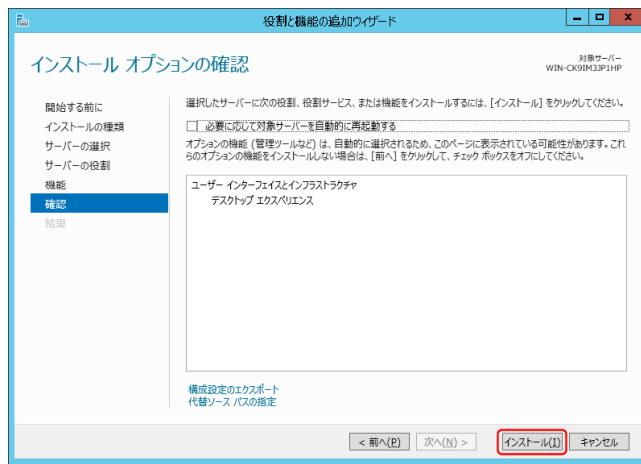 役割と機能の追加ウィザード
インストール オプションの確認
対象サーバー
WIN-CK9IM3JP1HP
開始する前に
インストールの種類
サーバーの選択
サーバーの役割
機能
確認
結果
選択したサーバーに次の役割、役割サービス、または機能をインストールするには、[インストール] をクリックしてください。
必要に応じて対象サーバーを自動的に再起動する
オプションの機能 (管理ツールなど) は、自動的に選択されるため、このページに表示されている可能性があります。これ
らのオプションの機能をインストールしない場合は、[前へ] をクリックして、チェック ボックスをオフにしてください。
ユーザー インターフェイスとインフラストラクチャ
デスクトップ エクスペリエンス
構成設定のエクスポート
代替ソース パスの指定
< 前へ(P)
次へ(N) >
インストール(I)
キャンセル